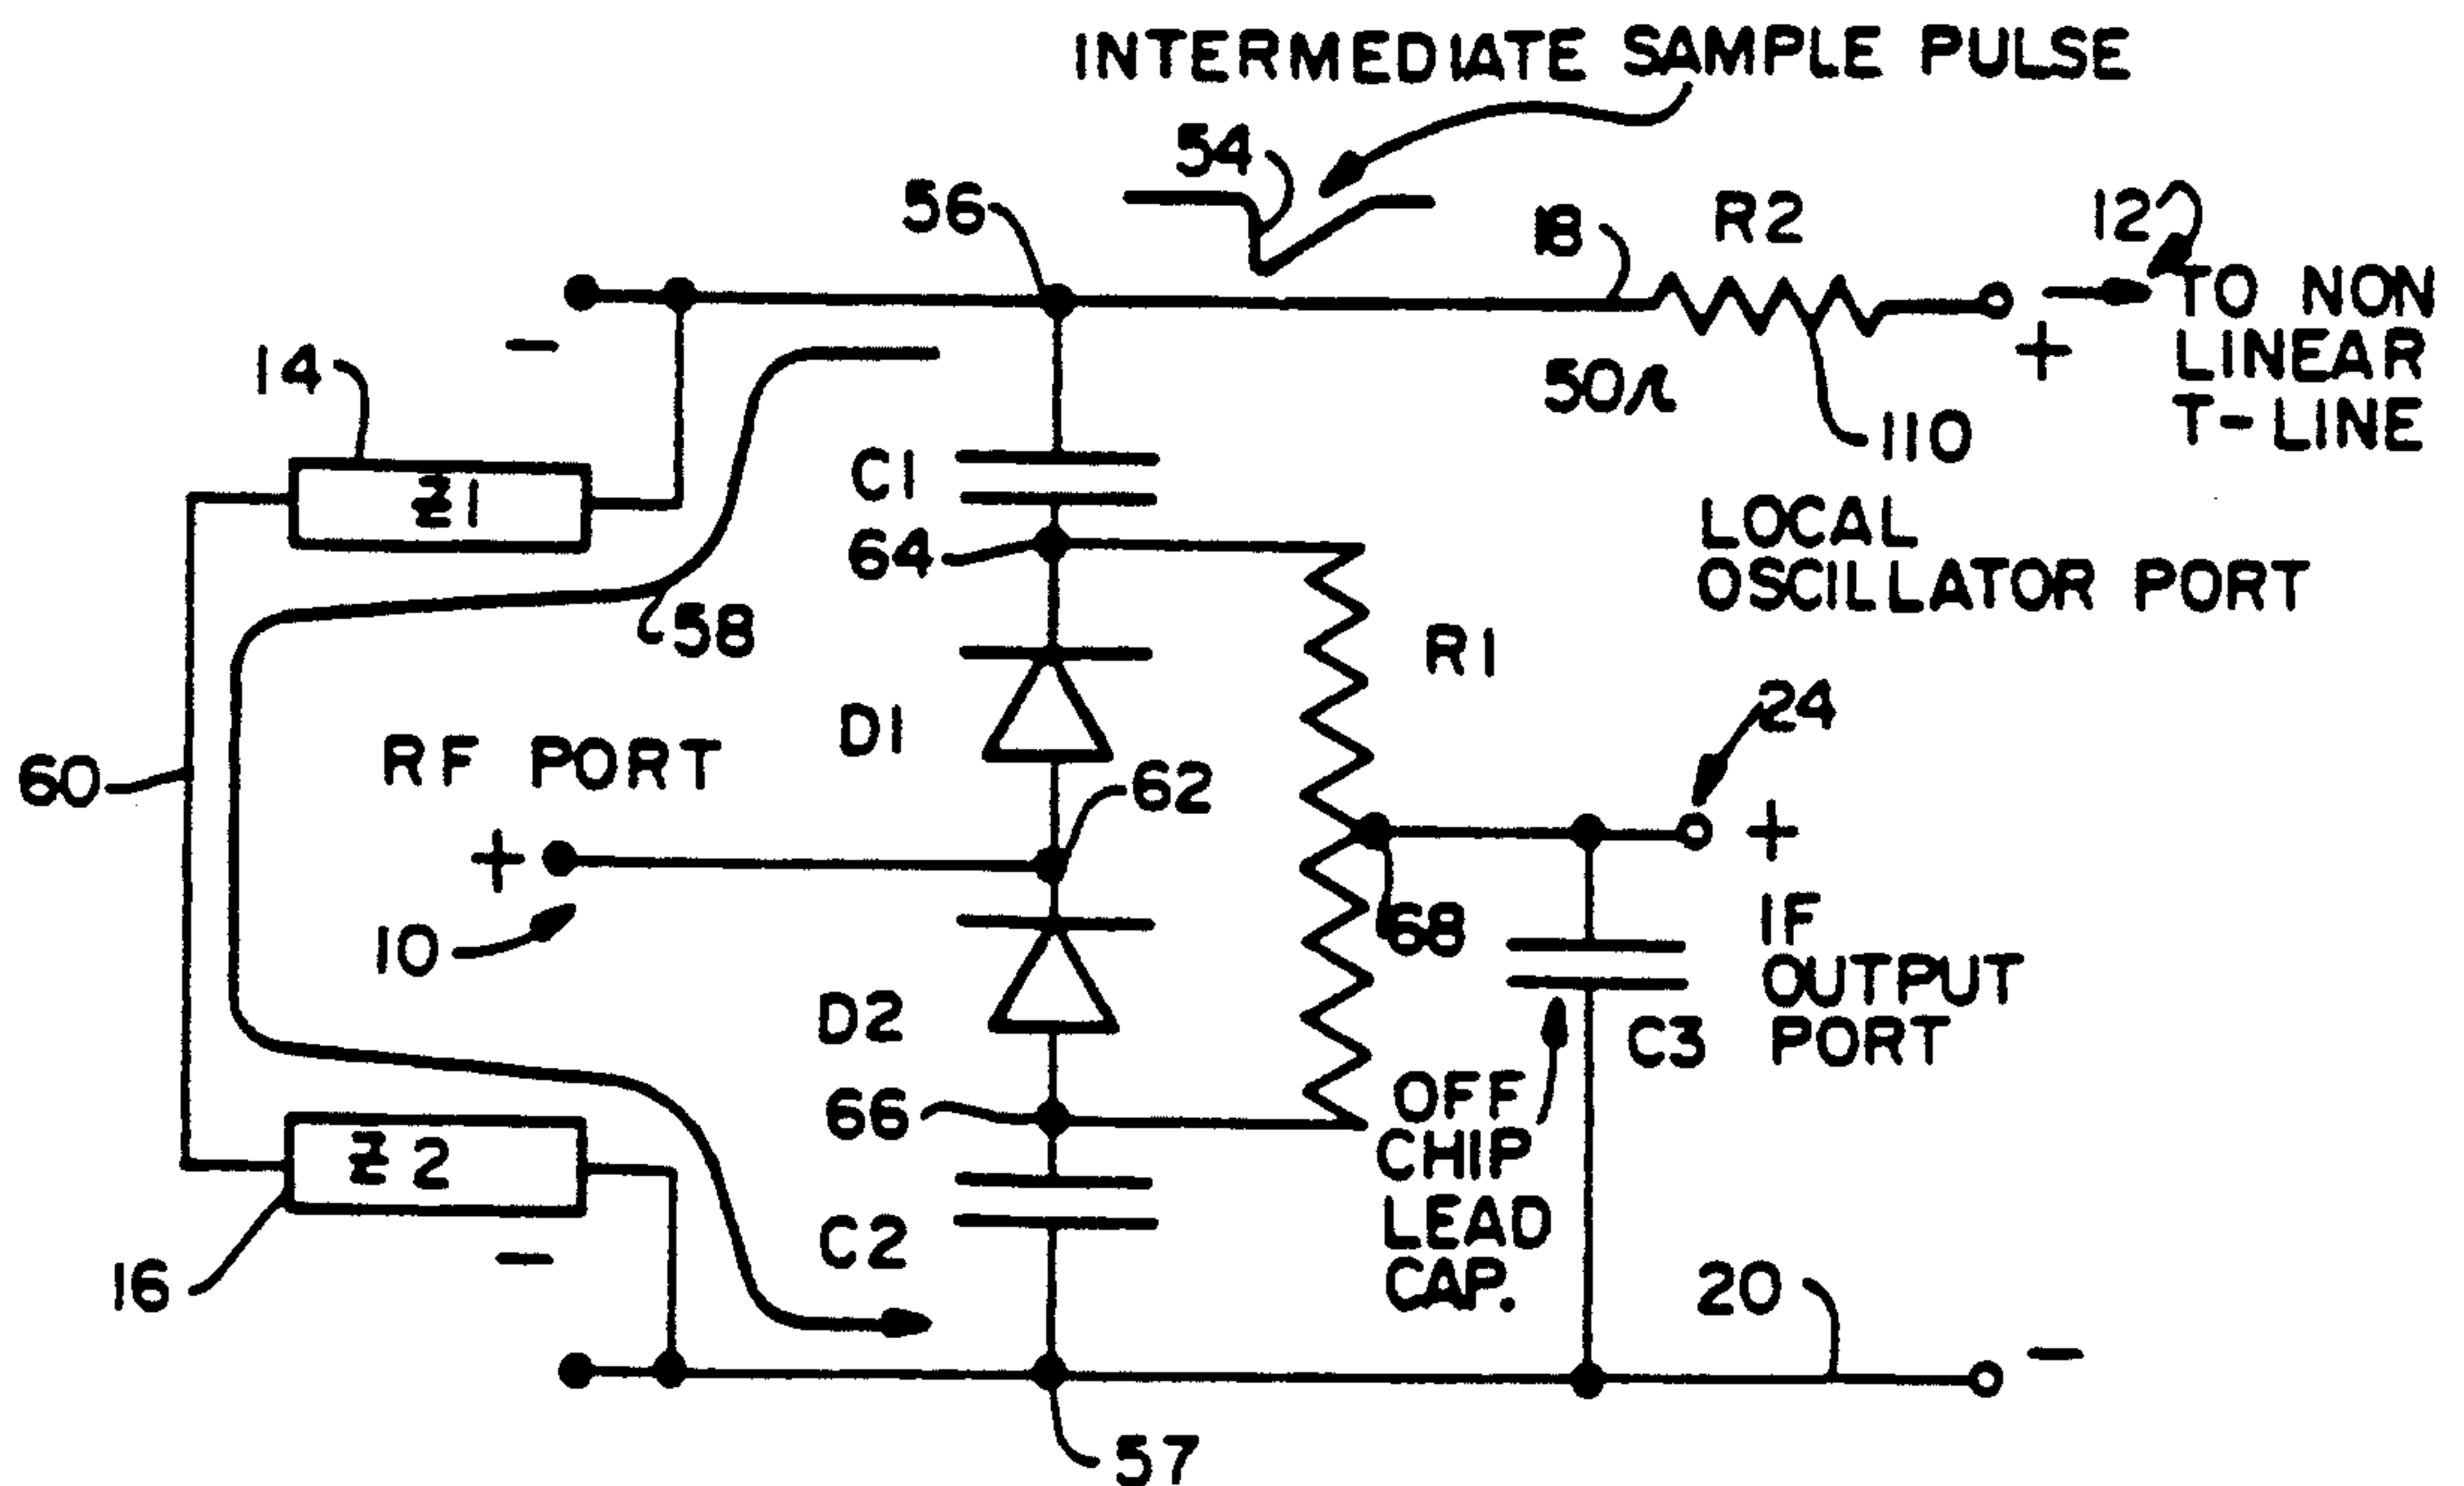 INTERMEDIATE SAMPLE PULSE
54
56
18
R2
12
TO NON
LINEAR
T-LINE
+
-
14
50Ω
110
C1
Z1
LOCAL
OSCILLATOR PORT
64
58
R1
D1
24
RF PORT
60
62
+
+
10
68
IF
OUTPUT
PORT
D2
C3
OFF
CHIP
LEAD
CAP.
66
Z2
C2
-
16
20
-
57